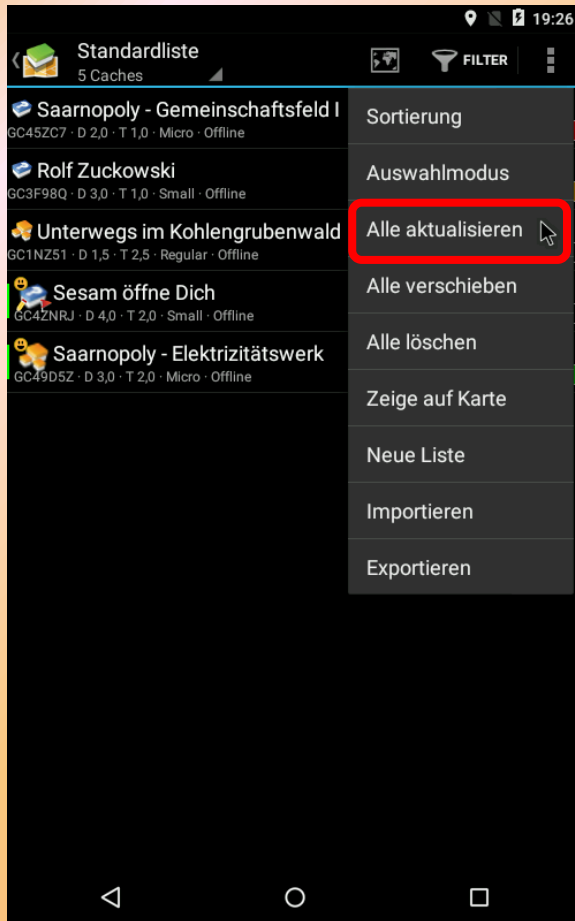 19:26
Standardliste
5 Caches
FILTER
Saarnopoly - Gemeinschaftsfeld I
GC45ZC7 · D 2,0 · T 1,0 · Micro · Offline
Rolf Zuckowski
GC3F98Q · D 3,0 · T 1,0 · Small · Offline
Unterwegs im Kohlengrubenwald
GC1NZ51 · D 1,5 · T 2,5 · Regular · Offline
Sesam öffne Dich
GC4ZNRJ · D 4,0 · T 2,0 · Small · Offline
Saarnopoly - Elektrizitätswerk
GC49D5Z · D 3,0 · T 2,0 · Micro · Offline
Sortierung
Auswahlmodus
Alle aktualisieren
Alle verschieben
Alle löschen
Zeige auf Karte
Neue Liste
Importieren
Exportieren